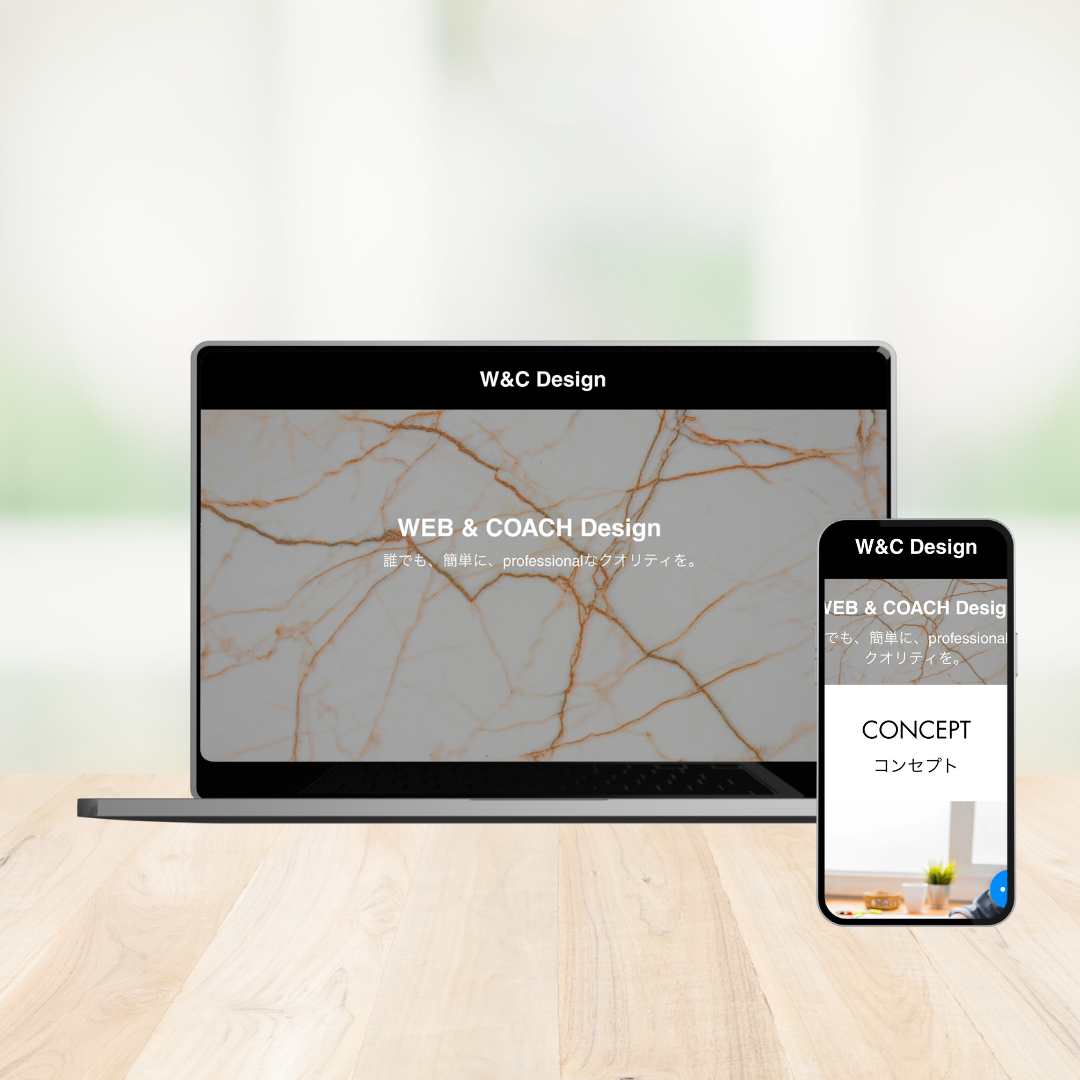 W&C Design
WEB & COACH Design
誰でも、簡単に、professionalなクオリティを。
W&C Design
WEB & COACH Desig
でも、簡単に、professional
クオリティを。
CONCEPT
コンセプト